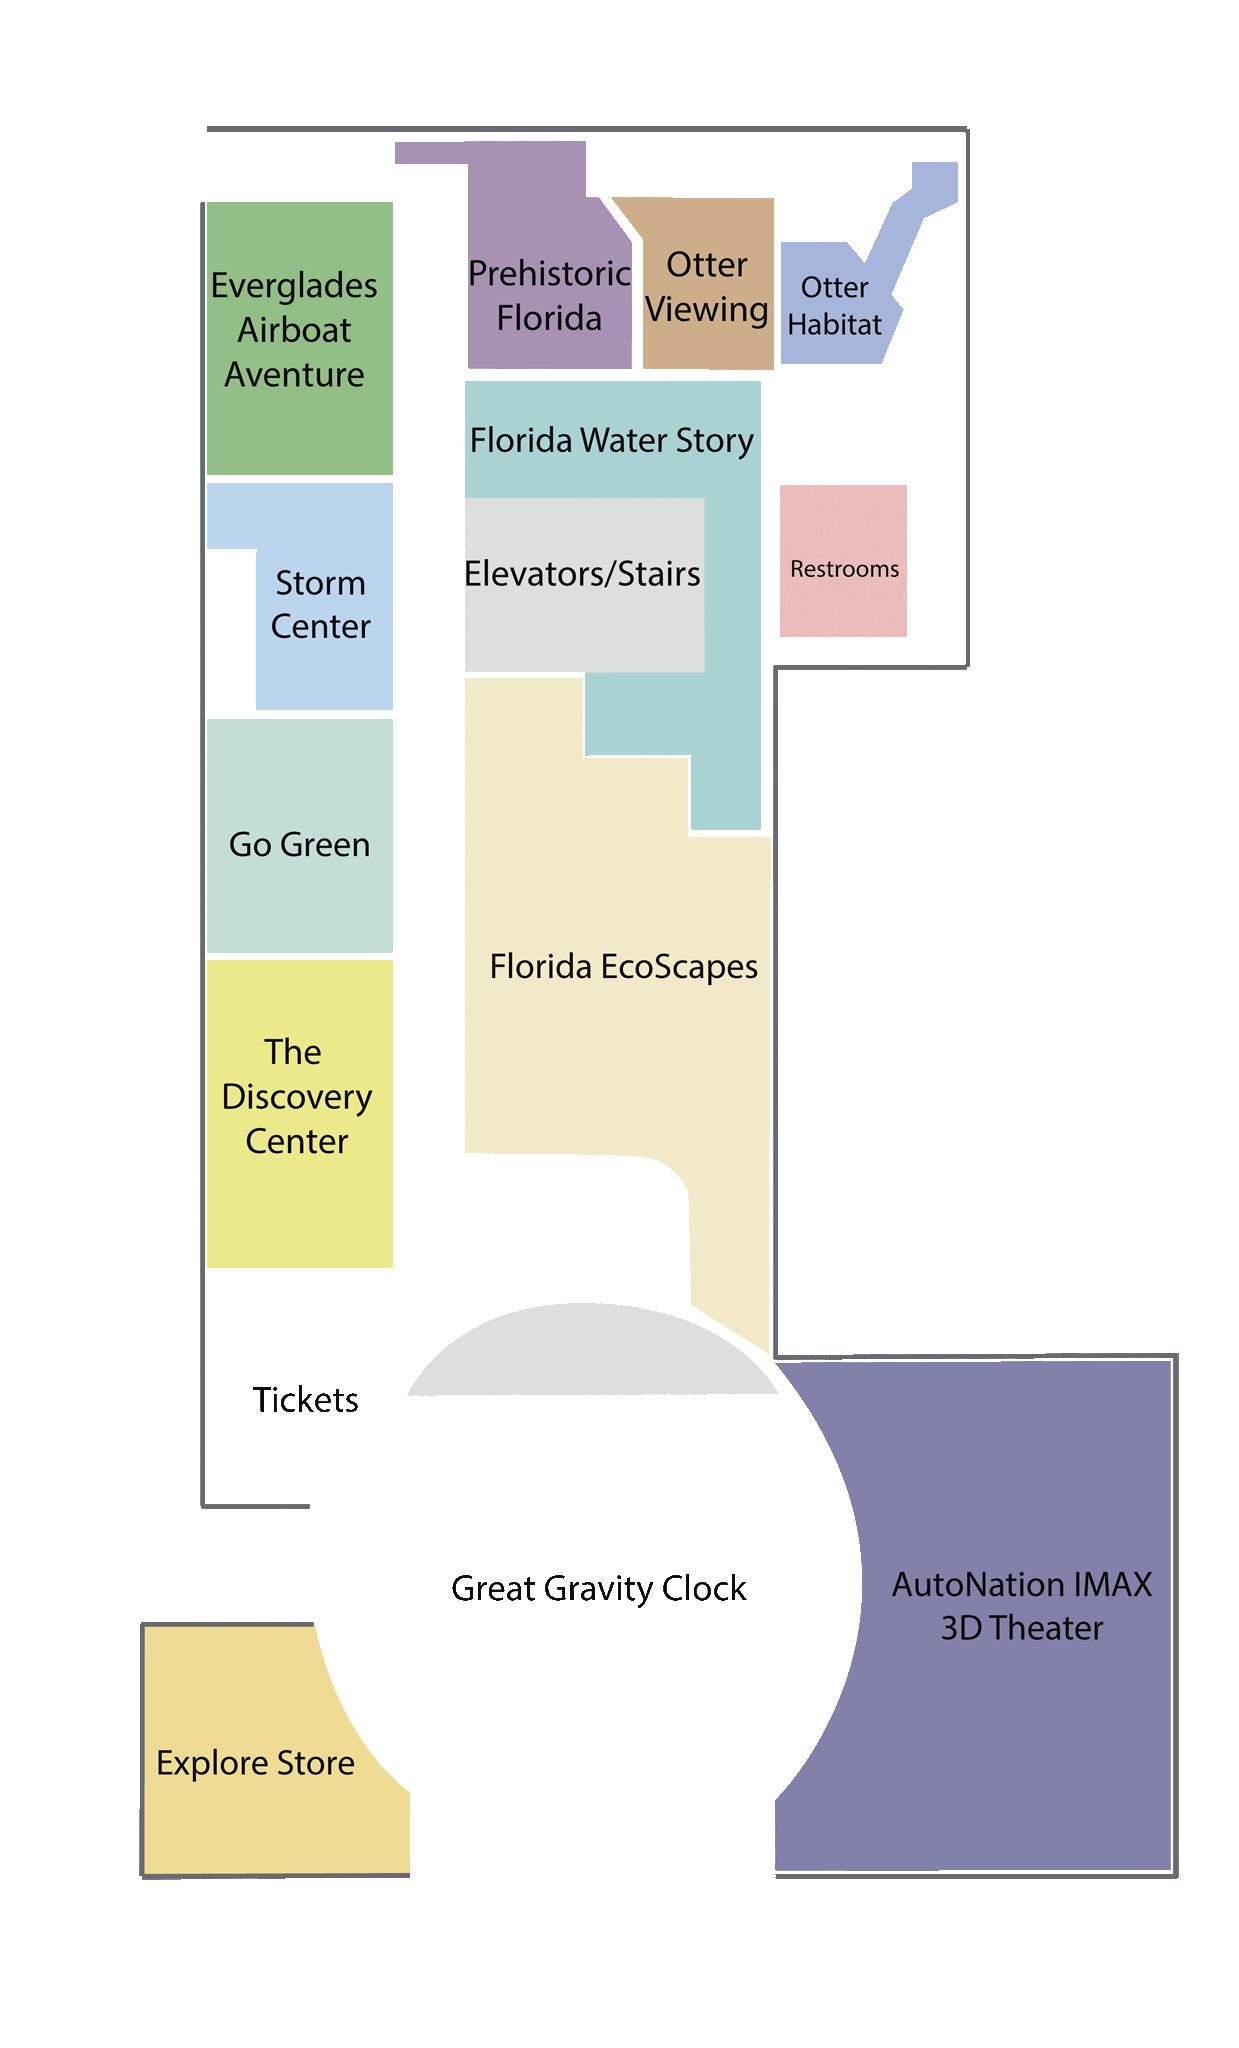 Everglades
Airboat
Aventure
Prehistoric
Florida
Otter
Viewing
Otter
Habitat
Florida Water Story
Elevators/Stairs
Restrooms
Storm
Center
Go Green
Florida EcoScapes
The
Discovery
Center
Tickets
Great Gravity Clock
AutoNation IMAX
3D Theater
Explore Store